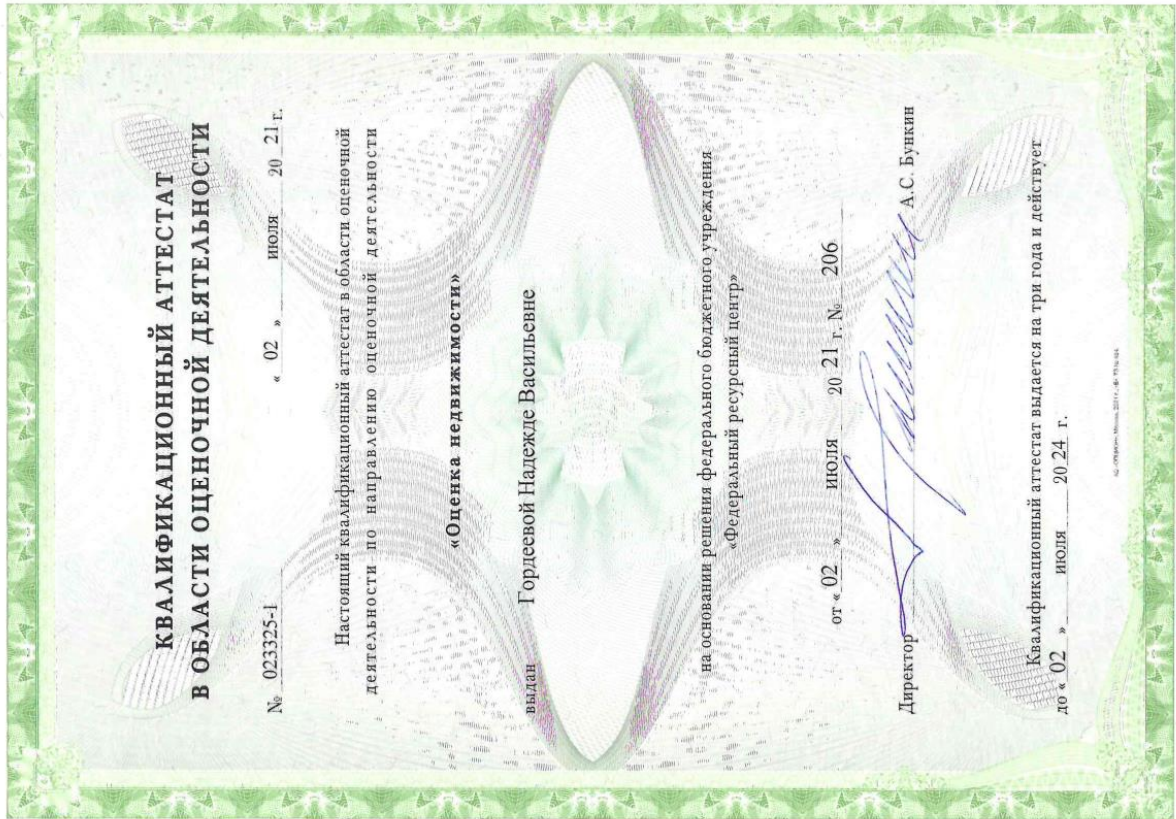 КВАЛИФИКАЦИОННЫЙ АТТЕСТАТ
В ОБЛАСТИ ОЦЕНОЧНОЙ ДЕЯТЕЛЬНОСТИ
№ 023325-1 « 02 » июля 20 21 г.
Настоящий квалификационный аттестат в области оценочной
деятельности по направлению оценочной деятельности
«Оценка недвижимости»
выдан Гордеевой Надежде Васильевне
на основании решения федерального бюджетного учреждения
«Федеральный ресурсный центр»
от « 02 » июля 20 21 г. № 206
Директор А.С. Бункин
Квалификационный аттестат выдается на три года и действует
до « 02 » июля 20 24 г.